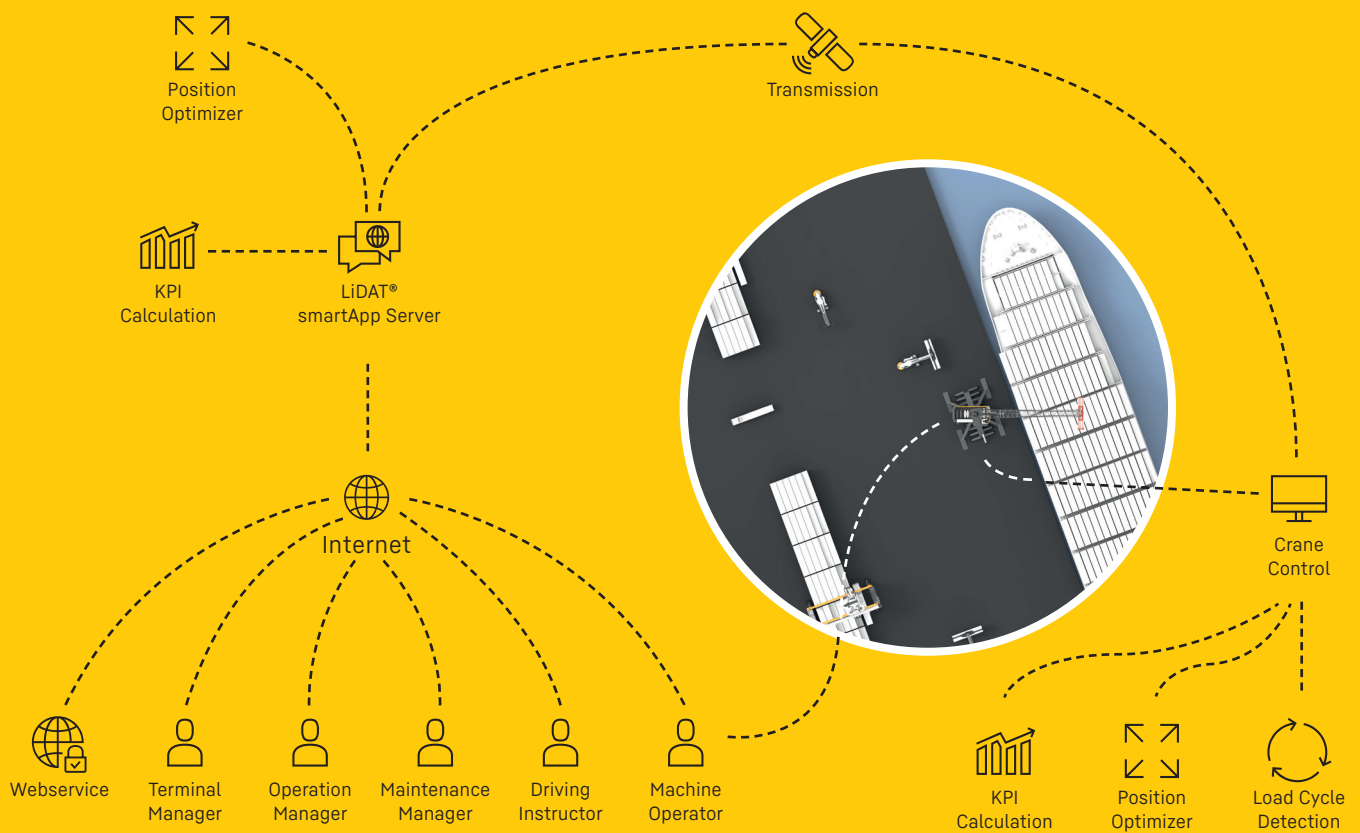 Position
Optimizer
Transmission
KPI
Calculation
LiDAT®
smartApp Server
Internet
Crane
Control
Webservice
Terminal
Manager
Operation
Manager
Maintenance
Manager
Driving
Instructor
Machine
Operator
KPI
Calculation
Position
Optimizer
Load Cycle
Detection